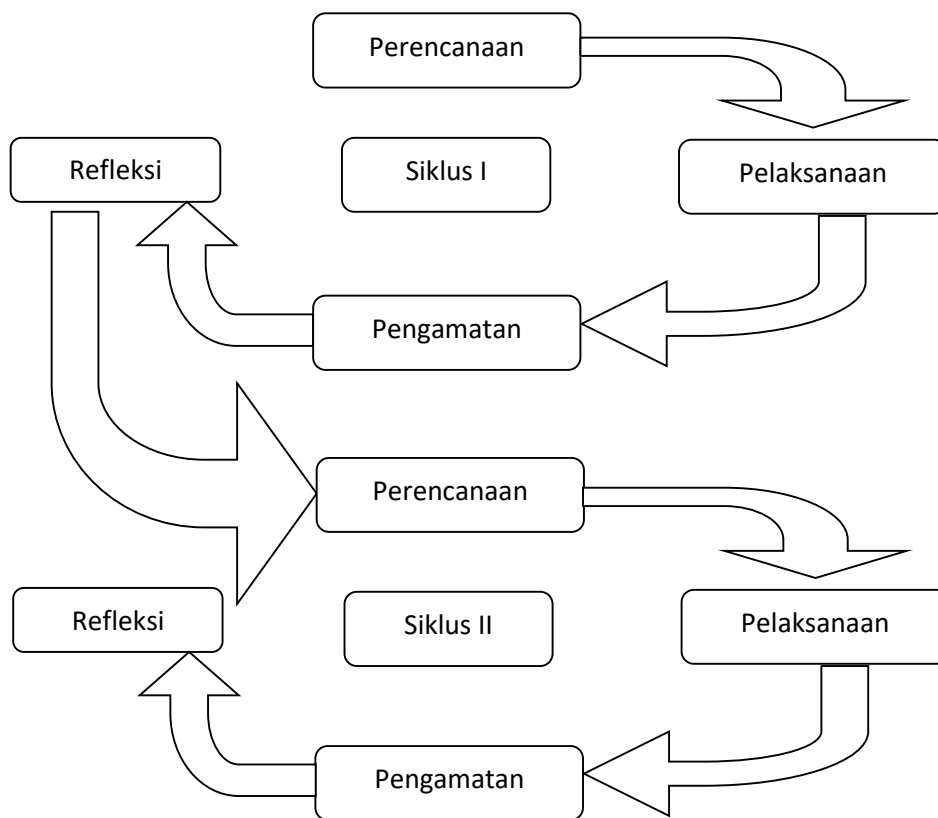 Perencanaan
Refleksi
Siklus I
Pelaksanaan
Pengamatan
Perencanaan
Refleksi
Siklus II
Pelaksanaan
Pengamatan